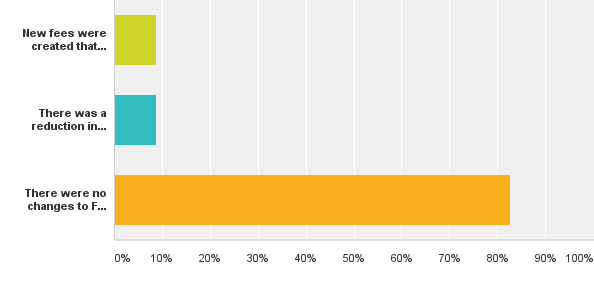 New fees were
created that...
There was a
reduction in...
There were no
changes to F...
0% 10% 20% 30% 40% 50% 60% 70% 80% 90% 100%